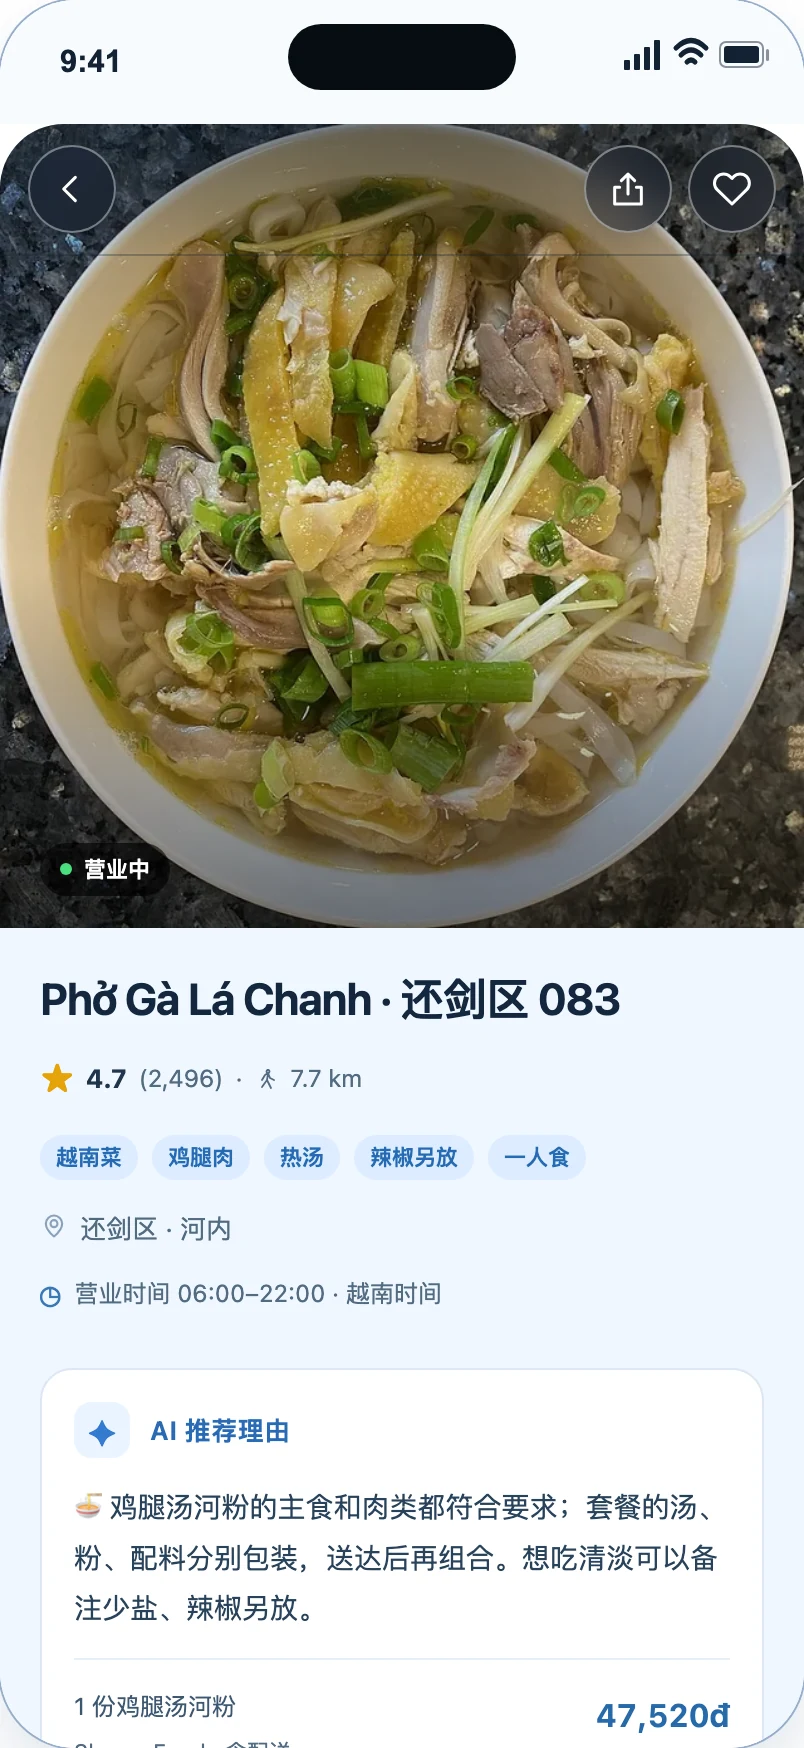 9:41
营业中
Phở Gà Lá Chanh · 还剑区 083
4.7 (2,496) · 7.7 km
越南菜 鸡腿肉 热汤 辣椒另放 一人食
还剑区 · 河内
营业时间 06:00–22:00 · 越南时间
AI 推荐理由
🍜 鸡腿汤河粉的主食和肉类都符合要求；套餐的汤、
粉、配料分别包装，送达后再组合。想吃清淡可以备
注少盐、辣椒另放。
1 份鸡腿汤河粉
47,520đ